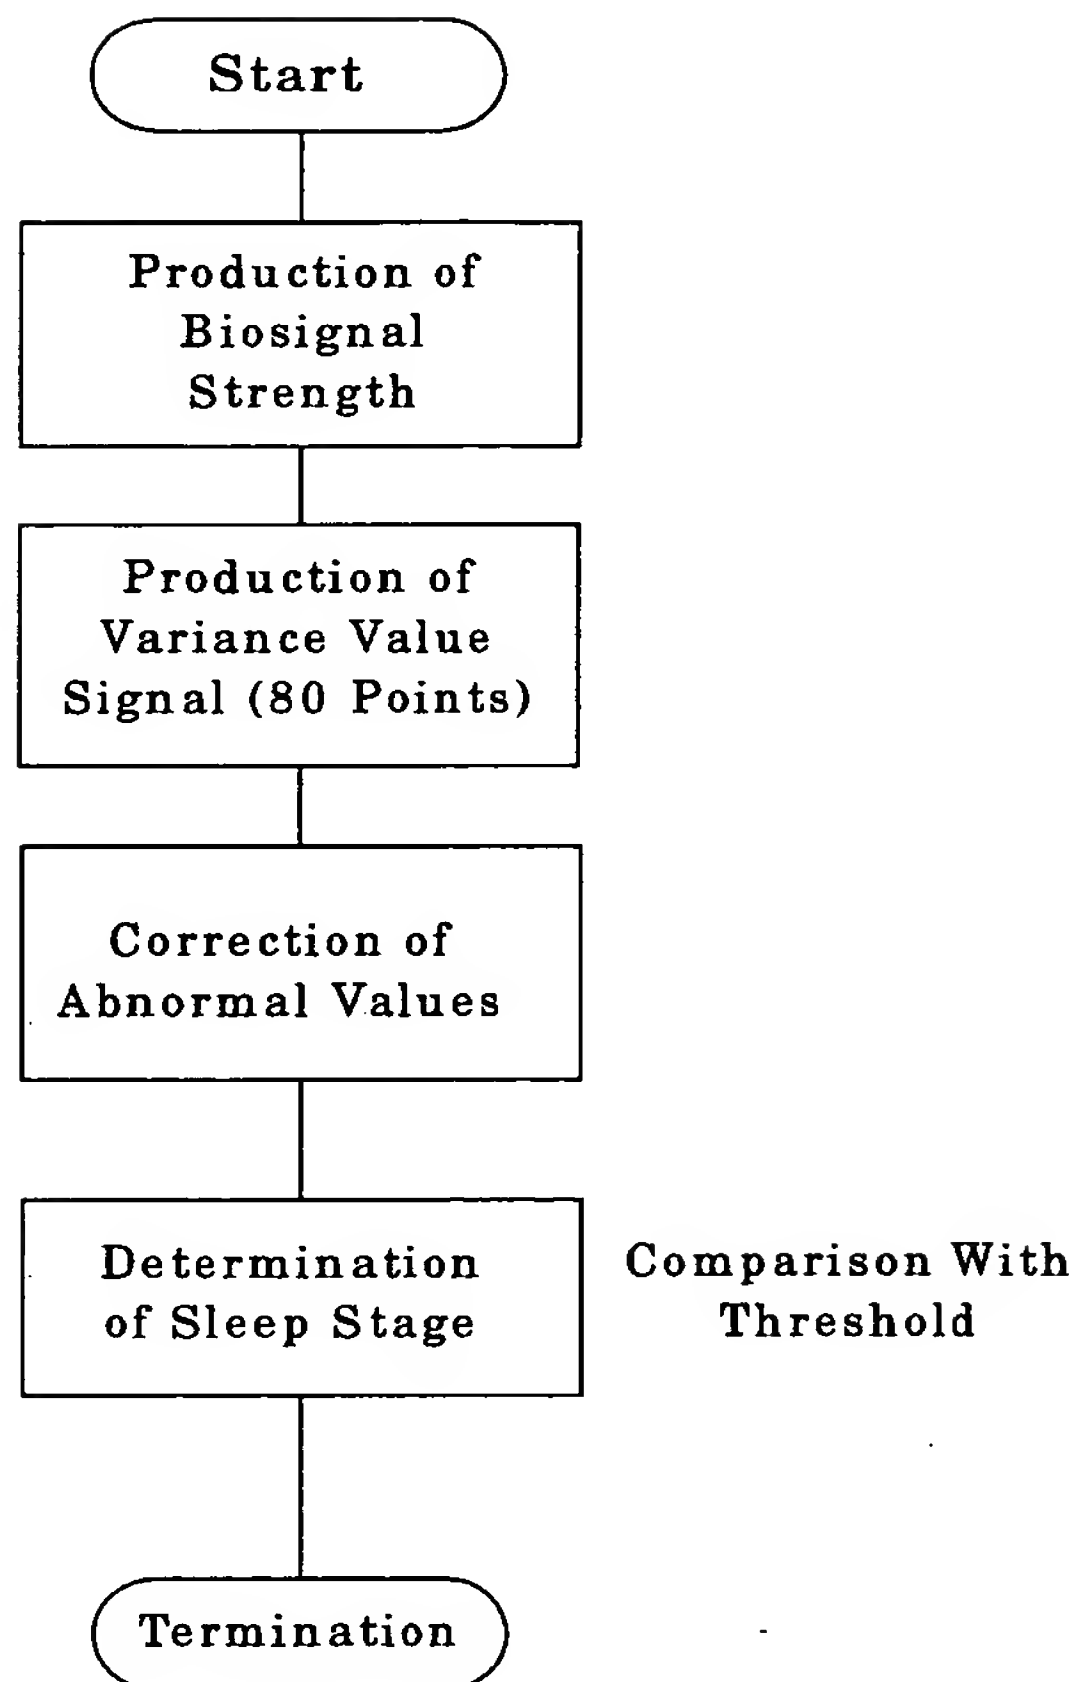 Start
Production of
Biosignal
Strength
Production of
Variance Value
Signal (80 Points)
Correction of
Abnormal Values
Determination
of Sleep Stage
Comparison With
Threshold
Termination